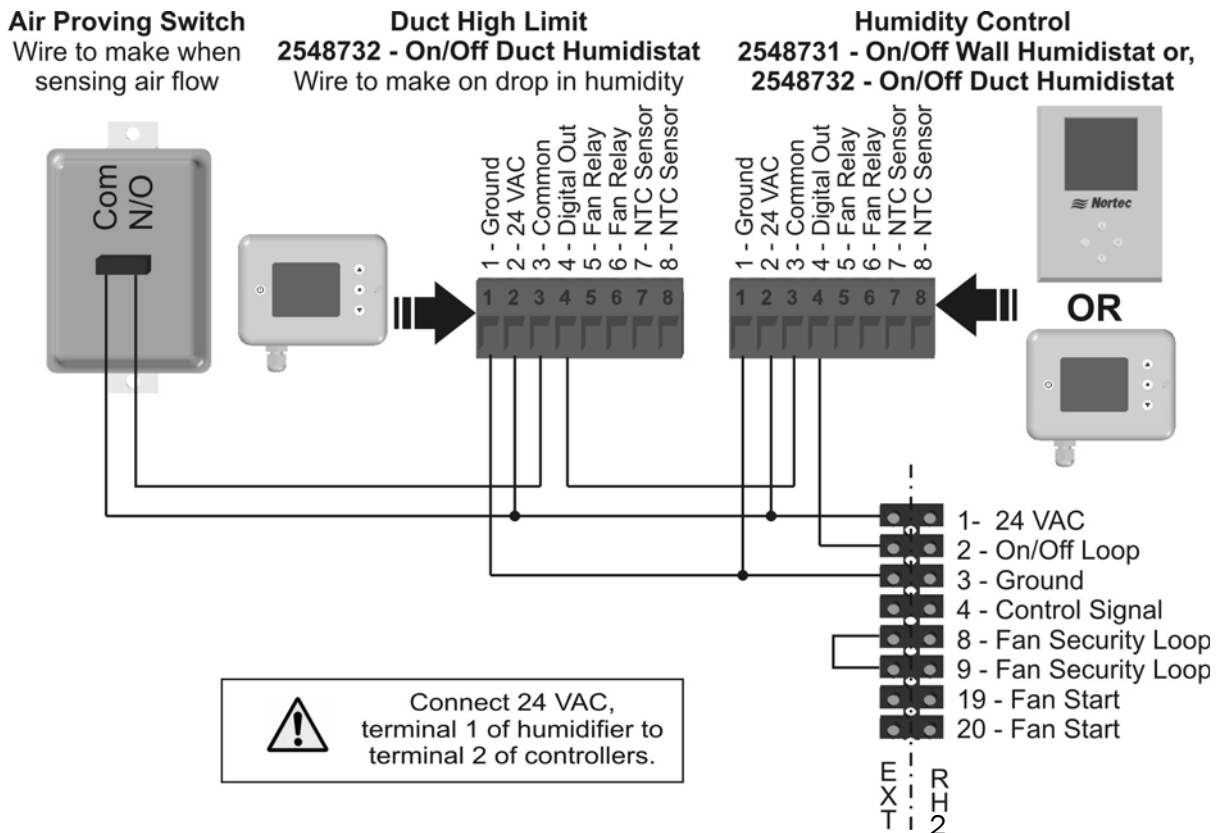 Air Proving Switch
Wire to make when
sensing air flow
Duct High Limit
2548732 - On/Off Duct Humidistat
Wire to make on drop in humidity
Humidity Control
2548731 - On/Off Wall Humidistat or,
2548732 - On/Off Duct Humidistat
Com
N/O
1 - Ground
2 - 24 VAC
3 - Common
4 - Digital Out
5 - Fan Relay
6 - Fan Relay
7 - NTC Sensor
8 - NTC Sensor
1 2 3 4 5 6 7 8
1 - Ground
2 - 24 VAC
3 - Common
4 - Digital Out
5 - Fan Relay
6 - Fan Relay
7 - NTC Sensor
8 - NTC Sensor
1 2 3 4 5 6 7 8
Nortec
OR
1- 24 VAC
2 - On/Off Loop
3 - Ground
4 - Control Signal
8 - Fan Security Loop
9 - Fan Security Loop
19 - Fan Start
20 - Fan Start
EXT
RH2
Connect 24 VAC,
terminal 1 of humidifier to
terminal 2 of controllers.